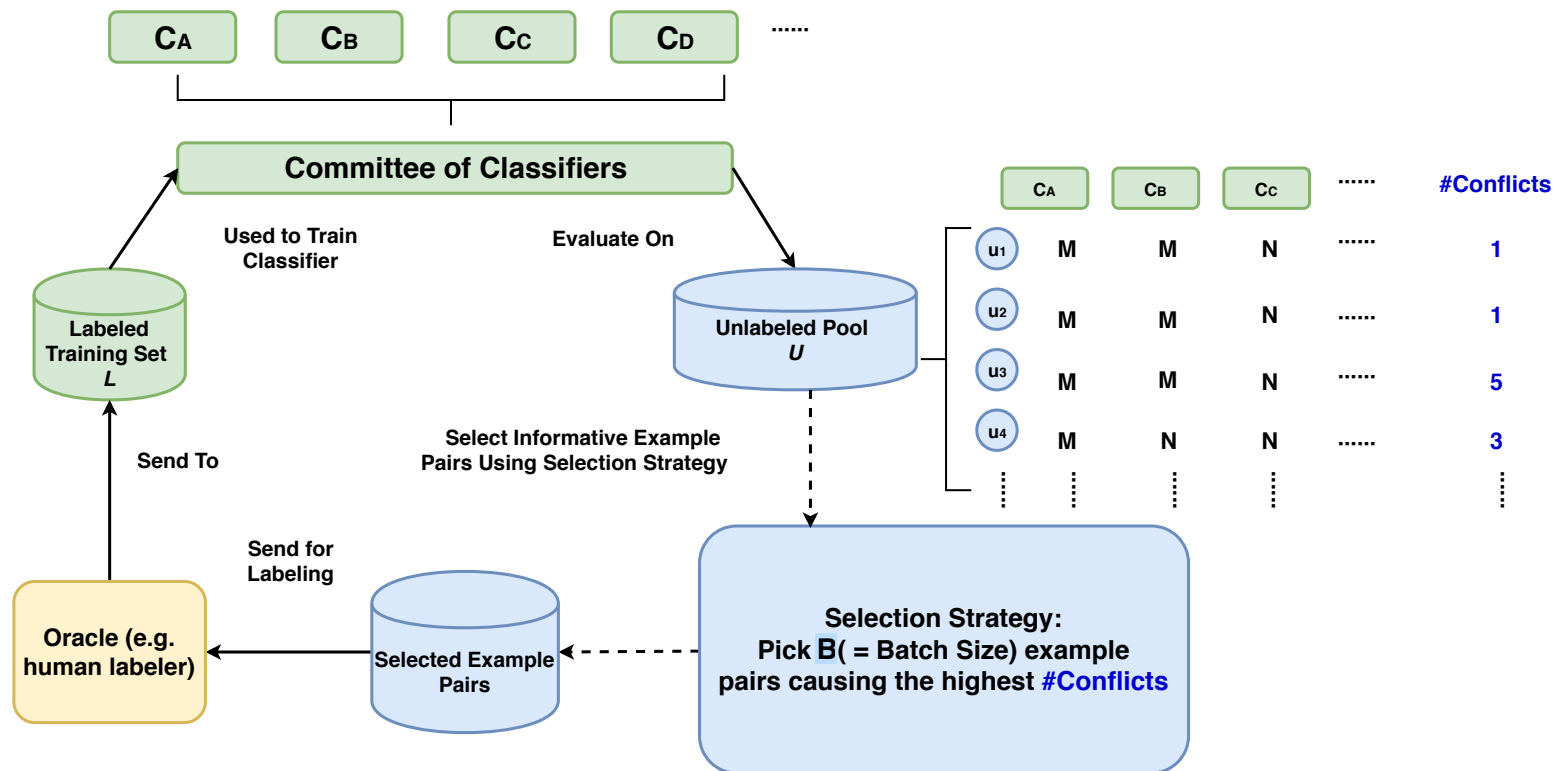 CA CB CC CD ......
Committee of Classifiers
CA CB CC ...... #Conflicts
Used to Train
Classifier
Evaluate On
u1 M M N ...... 1
u2 M M N ...... 1
u3 M M N ...... 5
u4 M N N ...... 3
Labeled
Training Set
L
Unlabeled Pool
U
Select Informative Example
Pairs Using Selection Strategy
Send To
Send for
Labeling
Oracle (e.g.
human labeler)
Selected Example
Pairs
Selection Strategy:
Pick B( = Batch Size) example
pairs causing the highest #Conflicts